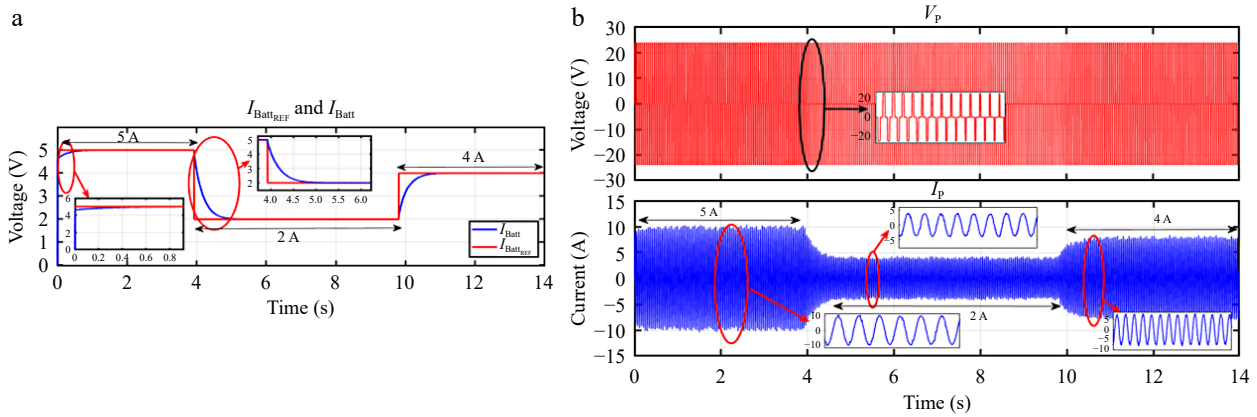 a
I_BattREF and I_Batt
Voltage (V)
6
5
4
3
2
1
0
5 A
4 A
2 A
5
4
3
2
4.0 4.5 5.0 5.5 6.0
6
4
2
0
0 0.2 0.4 0.6 0.8
I_Batt
I_BattREF
0 2 4 6 8 10 12 14
Time (s)
b
V_P
Voltage (V)
30
20
10
0
−10
−20
−30
20
0
−20
I_P
Current (A)
15
10
5
0
−5
−10
−15
5 A
4 A
2 A
5
0
−5
10
0
−10
5
0
−5
−10
0 2 4 6 8 10 12 14
Time (s)